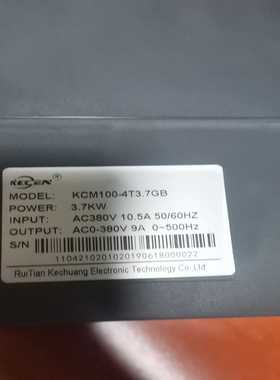 KECEN®
MODEL: KCM100-4T3.7GB
POWER: 3.7KW
INPUT: AC380V 10.5A 50/60HZ
OUTPUT: AC0-380V 9A 0~500Hz
S/N
110421020102019061800022
RuiTian Kechuang Electronic Technology Co.,Ltd